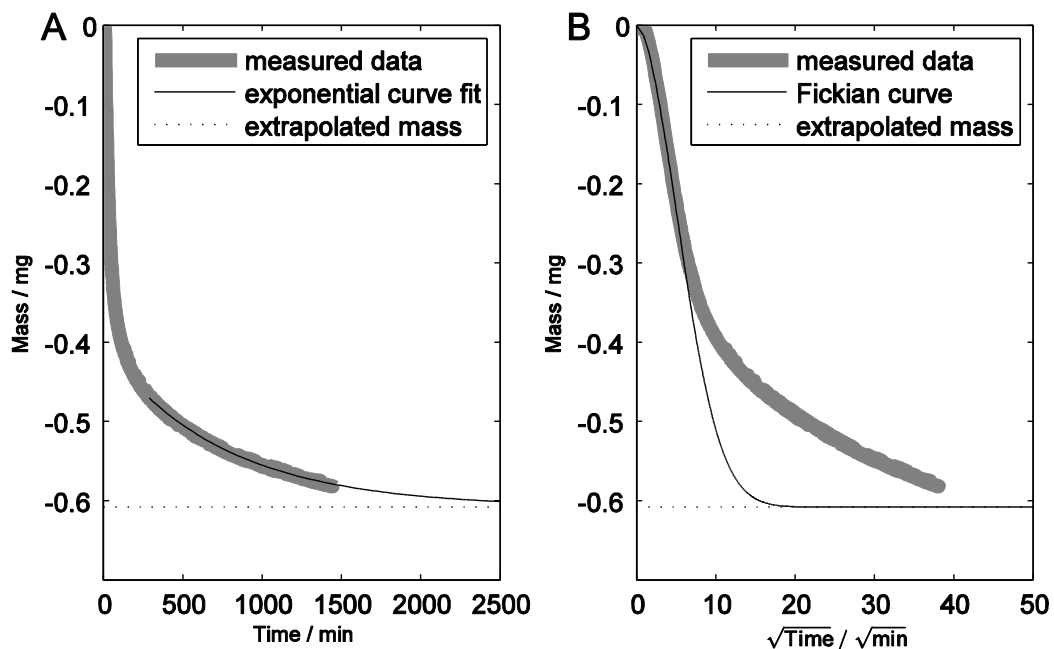 A
0
-0.1
-0.2
-0.3
-0.4
-0.5
-0.6
Mass / mg
measured data
exponential curve fit
extrapolated mass
0 500 1000 1500 2000 2500
Time / min
B
0
-0.1
-0.2
-0.3
-0.4
-0.5
-0.6
Mass / mg
measured data
Fickian curve
extrapolated mass
0 10 20 30 40 50
√Time / √min